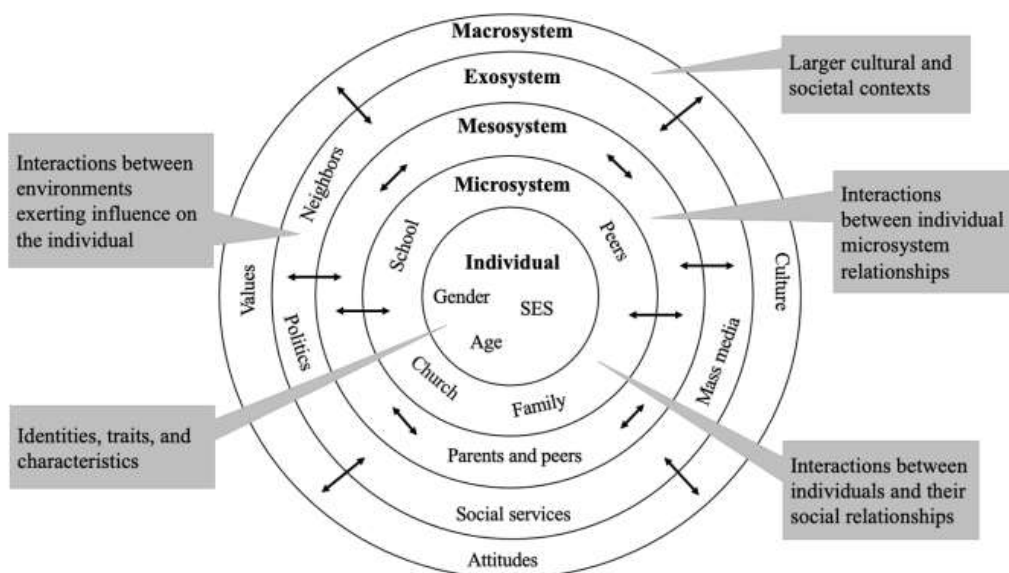 Macrosystem
Exosystem
Mesosystem
Microsystem
Individual
Gender
SES
Age
School
Peers
Church
Family
Neighbors
Parents and peers
Politics
Mass media
Social services
Values
Culture
Attitudes
Larger cultural and
societal contexts
Interactions between
environments
exerting influence on
the individual
Interactions
between individual
microsystem
relationships
Identities, traits, and
characteristics
Interactions between
individuals and their
social relationships